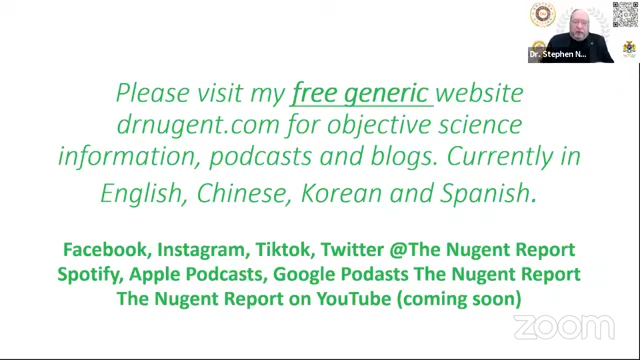 Dr. Stephen N...
Please visit my free generic website
drnugent.com for objective science
information, podcasts and blogs. Currently in
English, Chinese, Korean and Spanish.
Facebook, Instagram, Tiktok, Twitter @The Nugent Report
Spotify, Apple Podcasts, Google Podasts The Nugent Report
The Nugent Report on YouTube (coming soon)
zoom